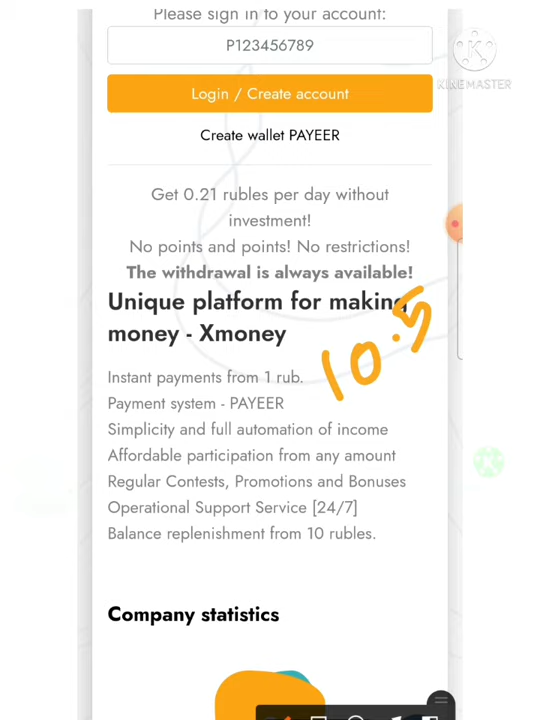 Please sign in to your account:
P123456789
KINEMASTER
Login / Create account
Create wallet PAYEER
Get 0.21 rubles per day without
investment!
No points and points! No restrictions!
The withdrawal is always available!
Unique platform for making
money - Xmoney
10.5
Instant payments from 1 rub.
Payment system - PAYEER
Simplicity and full automation of income
Affordable participation from any amount
Regular Contests, Promotions and Bonuses
Operational Support Service [24/7]
Balance replenishment from 10 rubles.
Company statistics